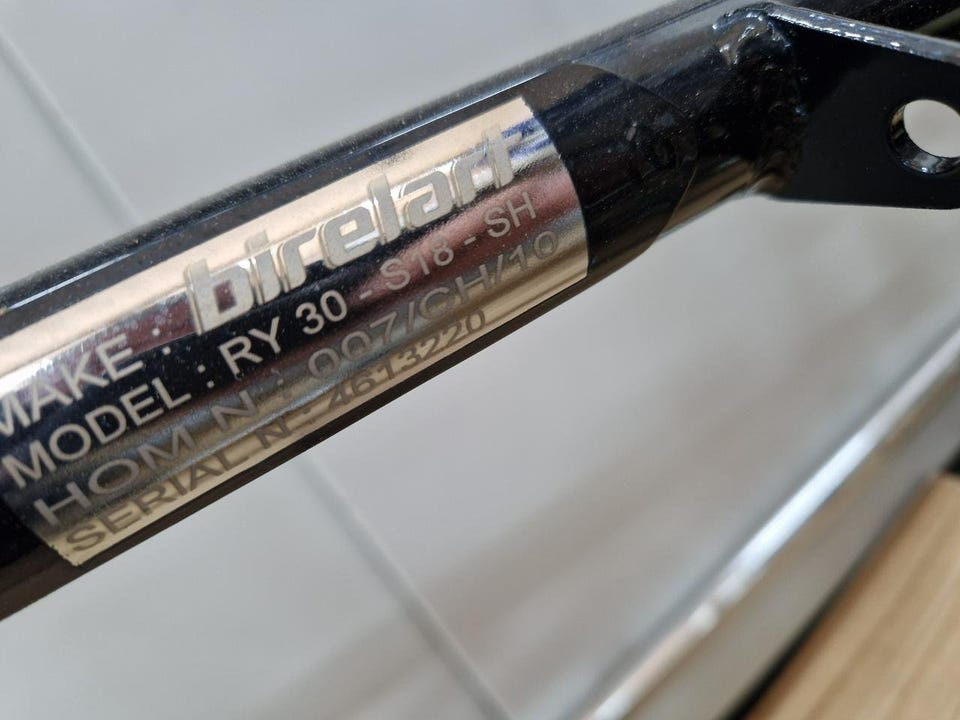 MAKE : birelart
MODEL : RY 30 - S18 - SH
HOM N : 007/CH/10
SERIAL N : 4613220